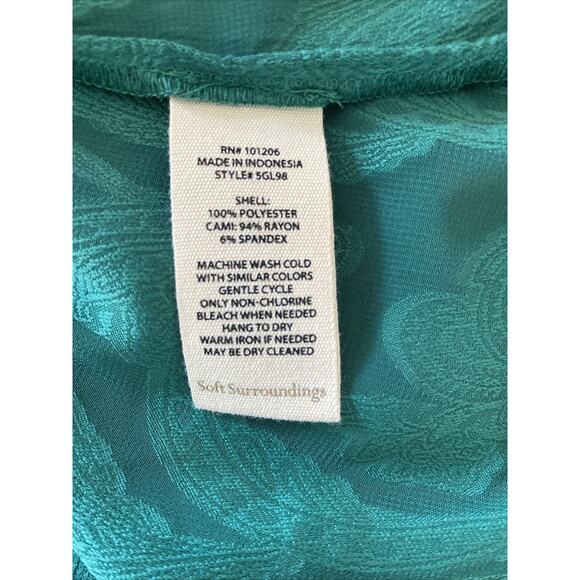 RN# 101206
MADE IN INDONESIA
STYLE# 5GL98
SHELL:
100% POLYESTER
CAMI: 94% RAYON
6% SPANDEX
MACHINE WASH COLD
WITH SIMILAR COLORS
GENTLE CYCLE
ONLY NON-CHLORINE
BLEACH WHEN NEEDED
HANG TO DRY
WARM IRON IF NEEDED
MAY BE DRY CLEANED
Soft Surroundings